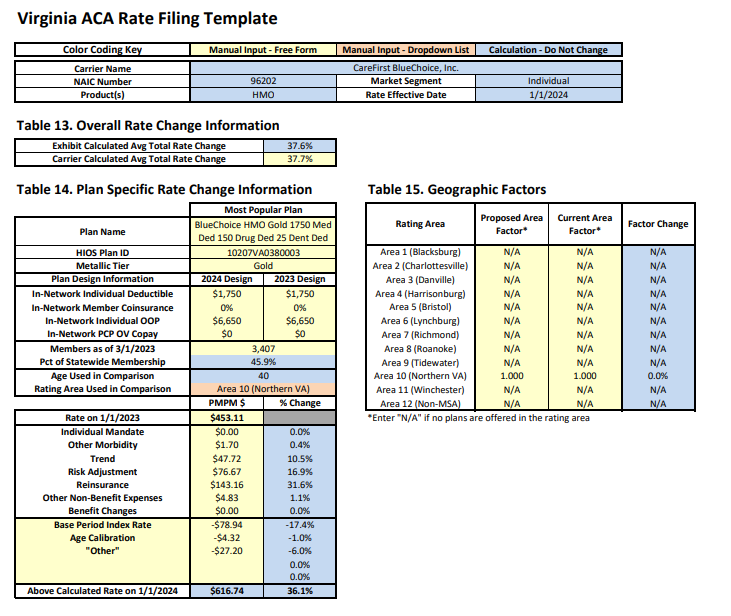 Virginia ACA Rate Filing Template
Color Coding Key Manual Input - Free Form Manual Input - Dropdown List Calculation - Do Not Change
Carrier Name CareFirst BlueChoice, Inc.
NAIC Number 96202 Market Segment Individual
Product(s) HMO Rate Effective Date 1/1/2024
Table 13. Overall Rate Change Information
Exhibit Calculated Avg Total Rate Change 37.6%
Carrier Calculated Avg Total Rate Change 37.7%
Table 14. Plan Specific Rate Change Information
Most Popular Plan
Plan Name BlueChoice HMO Gold 1750 Med
Ded 150 Drug Ded 25 Dent Ded
HIOS Plan ID 10207VA0380003
Metallic Tier Gold
Plan Design Information 2024 Design 2023 Design
In-Network Individual Deductible $1,750 $1,750
In-Network Member Coinsurance 0% 0%
In-Network Individual OOP $6,650 $6,650
In-Network PCP OV Copay $0 $0
Members as of 3/1/2023 3,407
Pct of Statewide Membership 45.9%
Age Used in Comparison 40
Rating Area Used in Comparison Area 10 (Northern VA)
PMPM $ % Change
Rate on 1/1/2023 $453.11
Individual Mandate $0.00 0.0%
Other Morbidity $1.70 0.4%
Trend $47.72 10.5%
Risk Adjustment $76.67 16.9%
Reinsurance $143.16 31.6%
Other Non-Benefit Expenses $4.83 1.1%
Benefit Changes $0.00 0.0%
Base Period Index Rate -$78.94 -17.4%
Age Calibration -$4.32 -1.0%
"Other" -$27.20 -6.0%
0.0%
0.0%
Above Calculated Rate on 1/1/2024 $616.74 36.1%
Table 15. Geographic Factors
Rating Area Proposed Area Factor* Current Area Factor* Factor Change
Area 1 (Blacksburg) N/A N/A N/A
Area 2 (Charlottesville) N/A N/A N/A
Area 3 (Danville) N/A N/A N/A
Area 4 (Harrisonburg) N/A N/A N/A
Area 5 (Bristol) N/A N/A N/A
Area 6 (Lynchburg) N/A N/A N/A
Area 7 (Richmond) N/A N/A N/A
Area 8 (Roanoke) N/A N/A N/A
Area 9 (Tidewater) N/A N/A N/A
Area 10 (Northern VA) 1.000 1.000 0.0%
Area 11 (Winchester) N/A N/A N/A
Area 12 (Non-MSA) N/A N/A N/A
*Enter "N/A" if no plans are offered in the rating area